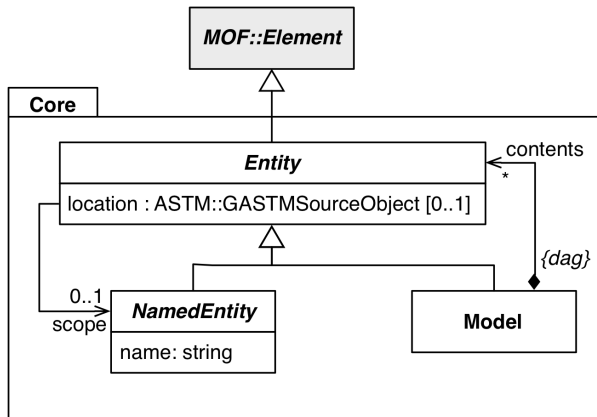 MOF::Element
Core
Entity
contents
*
location : ASTM::GASTMSourceObject [0..1]
{dag}
0..1
scope
NamedEntity
Model
name: string